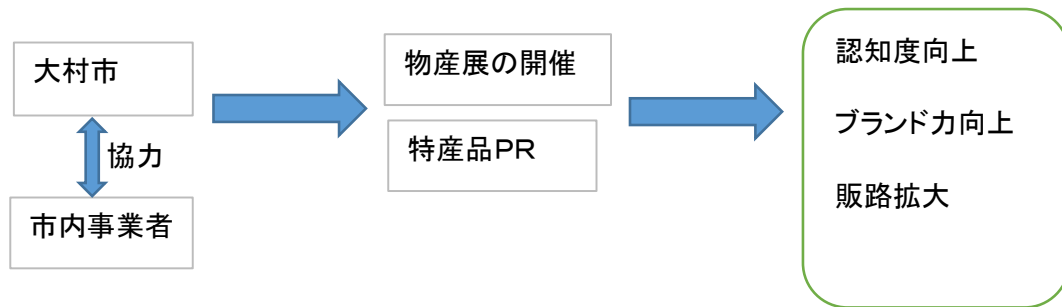 大村市
協力
市内事業者
物産展の開催
特産品PR
認知度向上
ブランド力向上
販路拡大